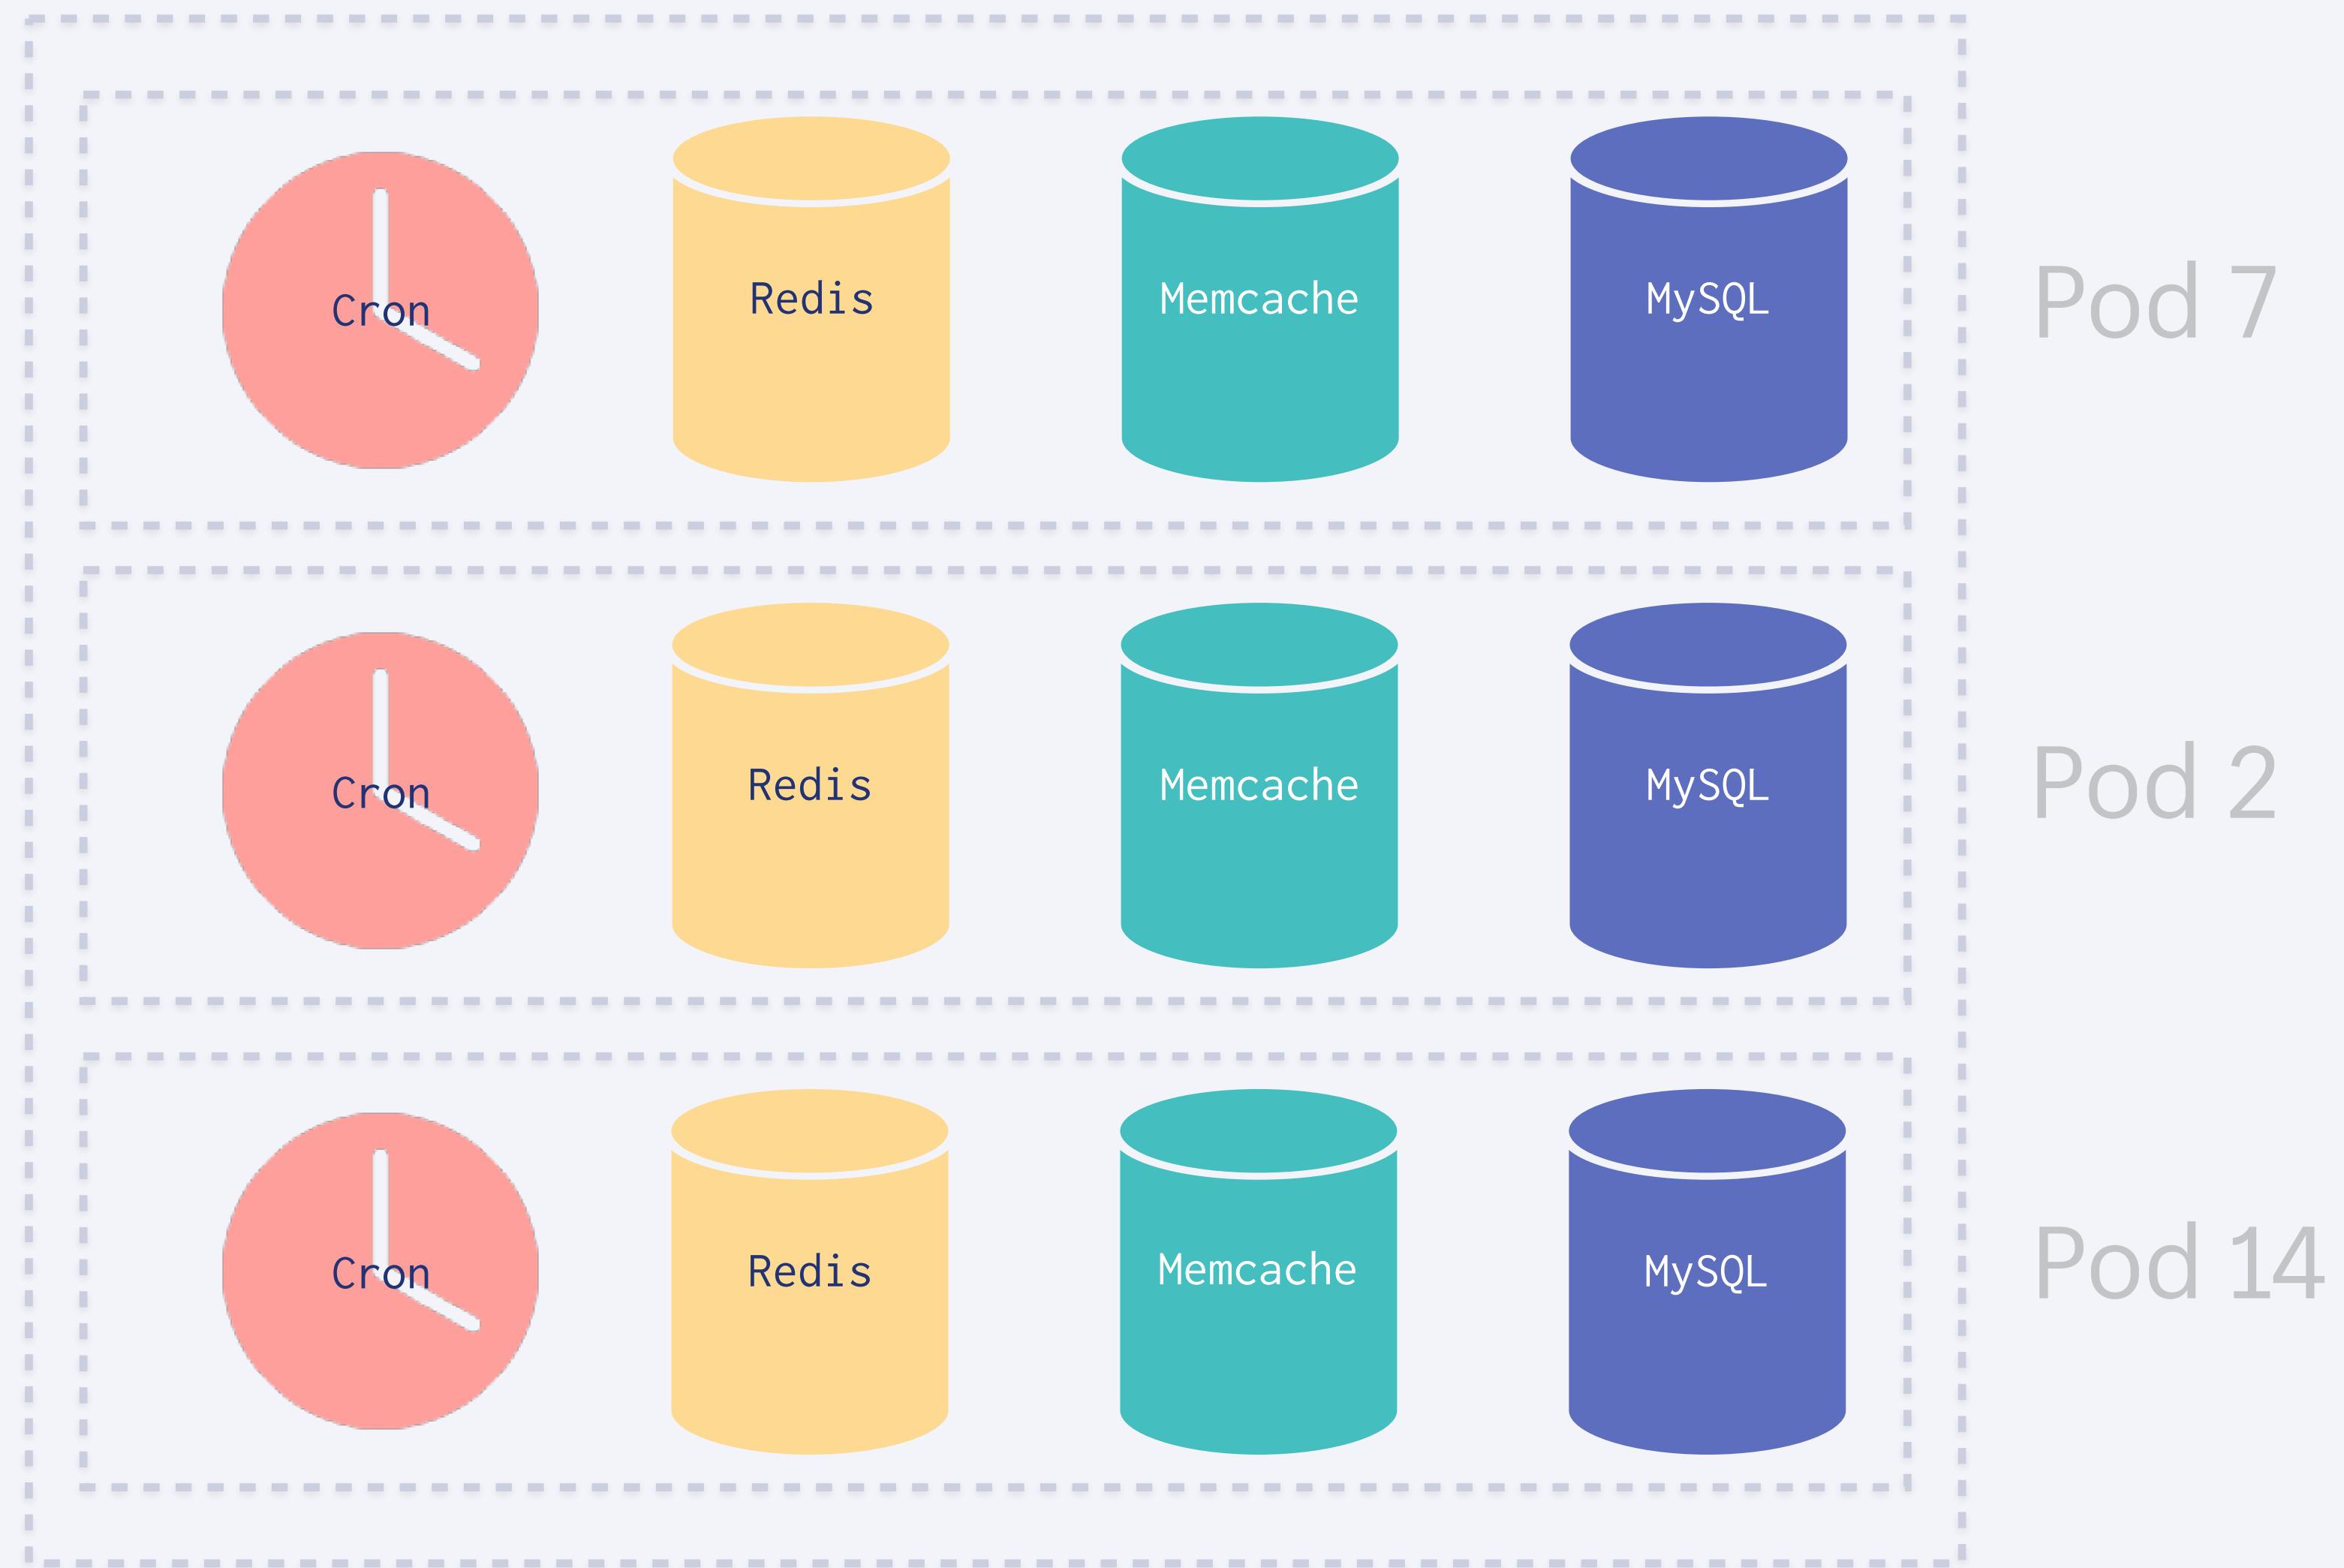 Cron Redis Memcache MySQL Pod 7
Cron Redis Memcache MySQL Pod 2
Cron Redis Memcache MySQL Pod 14